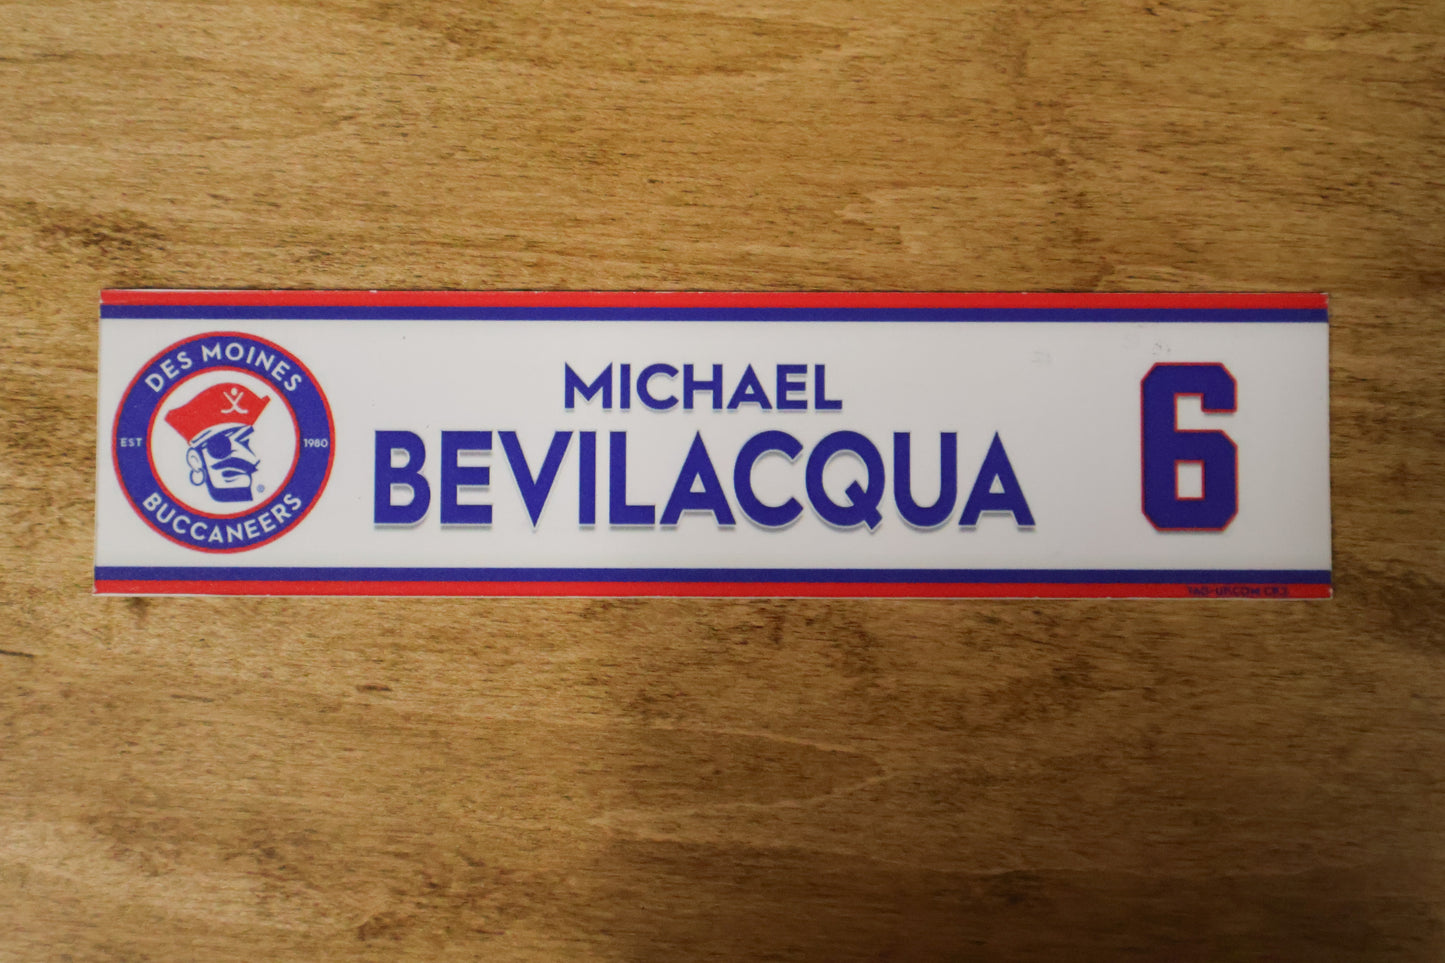 DES MOINES
EST 1980
BUCCANEERS
MICHAEL
BEVILACQUA
6